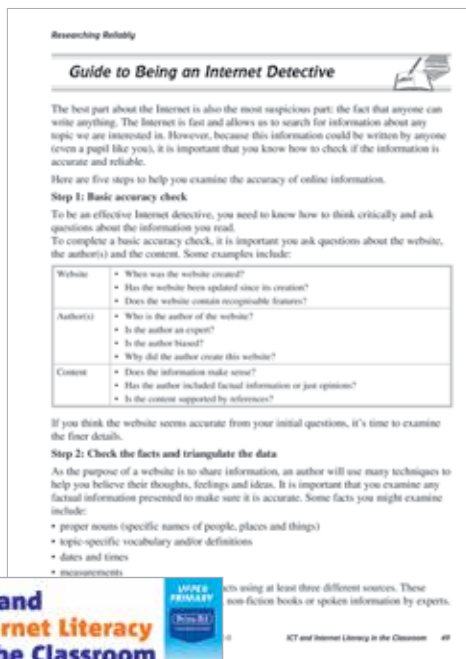 Researching Reliably
Guide to Being an Internet Detective
The best part about the Internet is also the most suspicious part: the fact that anyone can
write anything. The Internet is fast and allows us to search for information about any
topic we are interested in. However, because this information could be written by anyone
(even a pupil like you), it is important that you know how to check if the information is
accurate and reliable.
Here are five steps to help you examine the accuracy of online information.
Step 1: Basic accuracy check
To be an effective Internet detective, you need to know how to think critically and ask
questions about the information you read.
To complete a basic accuracy check, it is important you ask questions about the website,
the author(s) and the content. Some examples include:
Website
• When was the website created?
• Has the website been updated since its creation?
• Does the website contain recognisable features?
Author(s)
• Who is the author of the website?
• Is the author an expert?
• Is the author biased?
• Why did the author create this website?
Content
• Does the information make sense?
• Has the author included factual information or just opinions?
• Is the content supported by references?
If you think the website seems accurate from your initial questions, it's time to examine
the finer details.
Step 2: Check the facts and triangulate the data
As the purpose of a website is to share information, an author will use many techniques to
help you believe their thoughts, feelings and ideas. It is important that you examine any
factual information presented to make sure it is accurate. Some facts you might examine
include:
• proper nouns (specific names of people, places and things)
• topic-specific vocabulary and/or definitions
• dates and times
• measurements
cts using at least three different sources. These
non-fiction books or spoken information by experts.
ICT and Internet Literacy in the Classroom 49
and
rnet Literacy
he Classroom
UPPER
PRIMARY
Prim-Ed